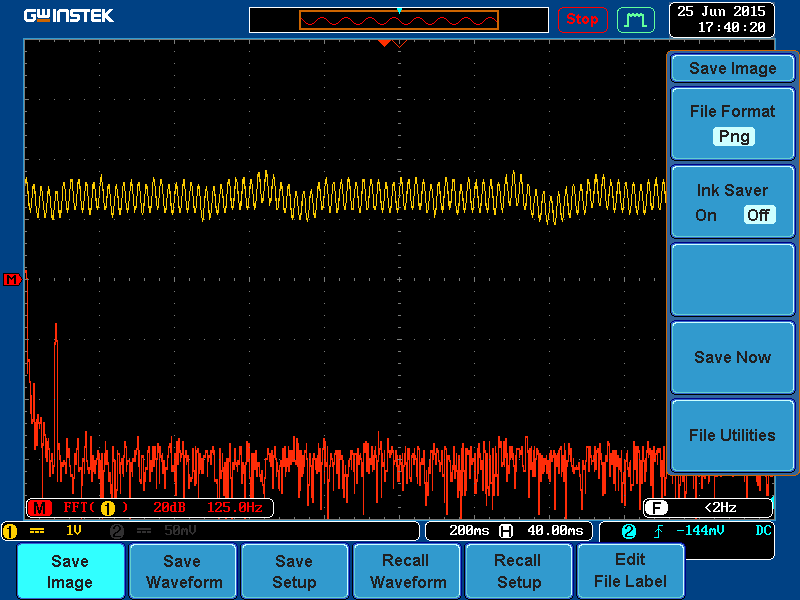 GWINSTEK
Stop
25 Jun 2015
17:40:20
Save Image
File Format
Png
Ink Saver
On Off
Save Now
File Utilities
M
M FFT( 1 ) 20dB 125.0Hz
F <2Hz
1 1V 2 50mV
200ms H 40.00ms
2 -144mV DC
Save Image
Save Waveform
Save Setup
Recall Waveform
Recall Setup
Edit File Label